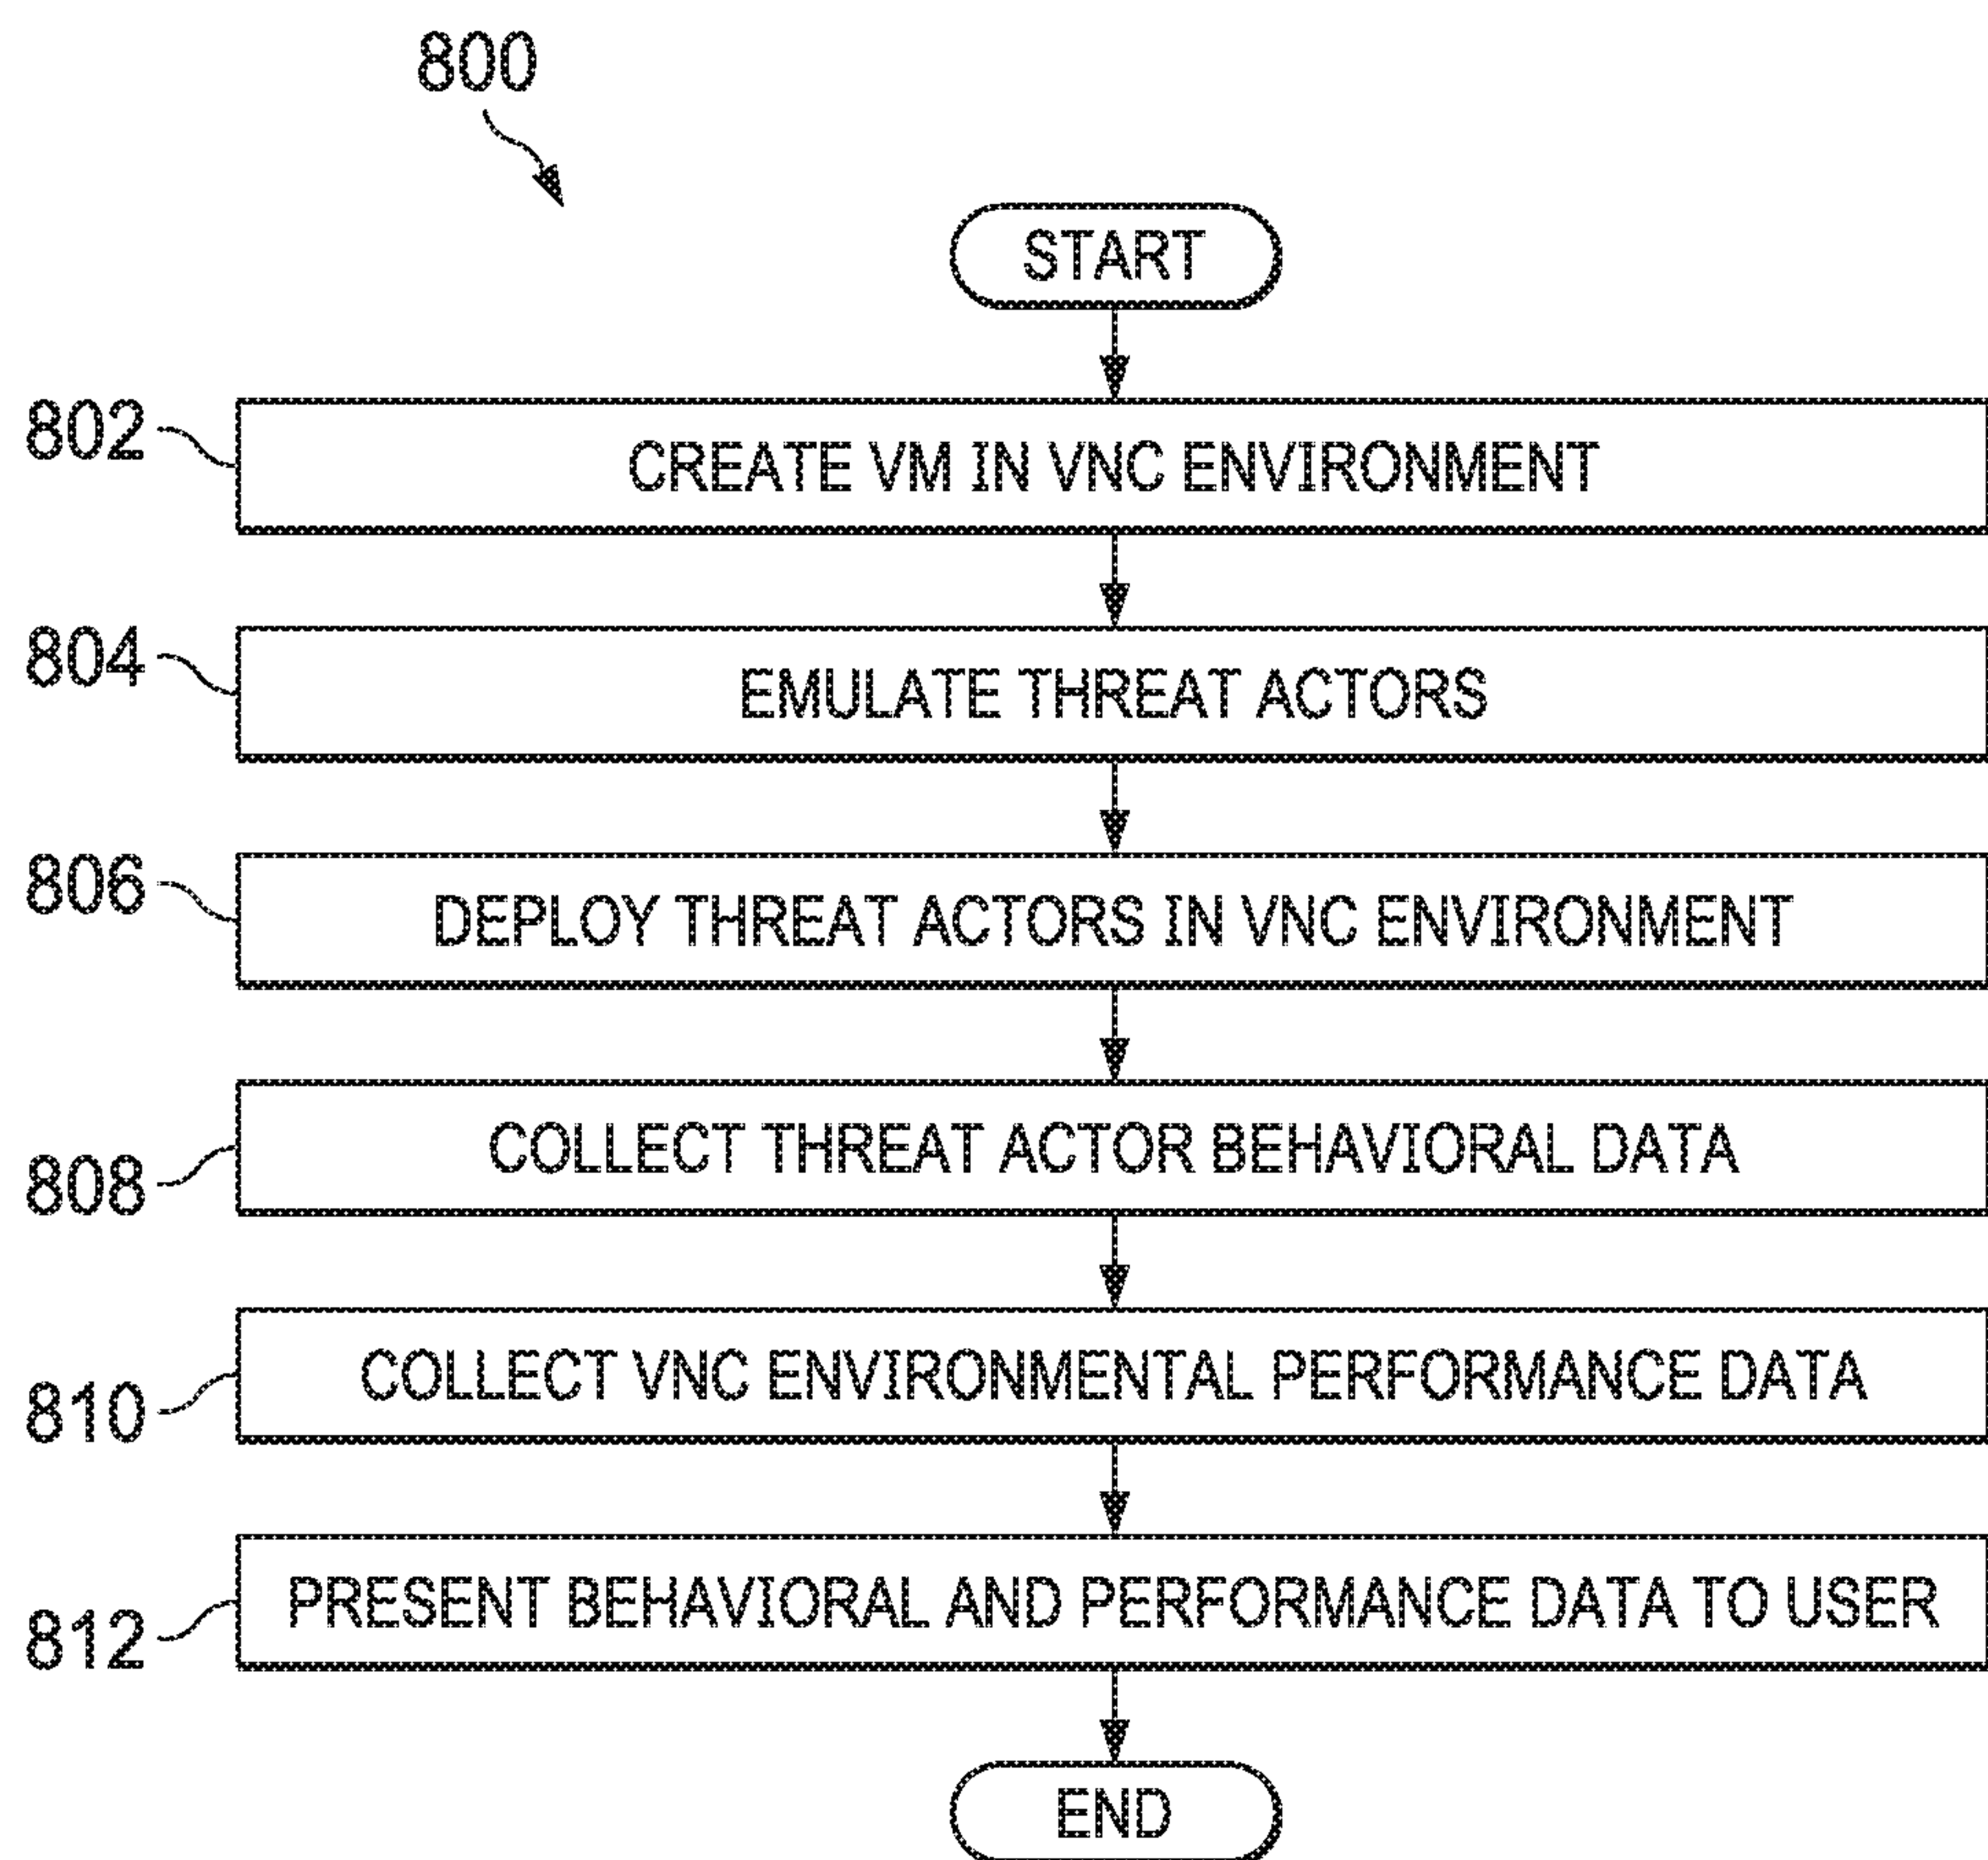 800
START
802
CREATE VM IN VNC ENVIRONMENT
804
EMULATE THREAT ACTORS
806
DEPLOY THREAT ACTORS IN VNC ENVIRONMENT
808
COLLECT THREAT ACTOR BEHAVIORAL DATA
810
COLLECT VNC ENVIRONMENTAL PERFORMANCE DATA
812
PRESENT BEHAVIORAL AND PERFORMANCE DATA TO USER
END